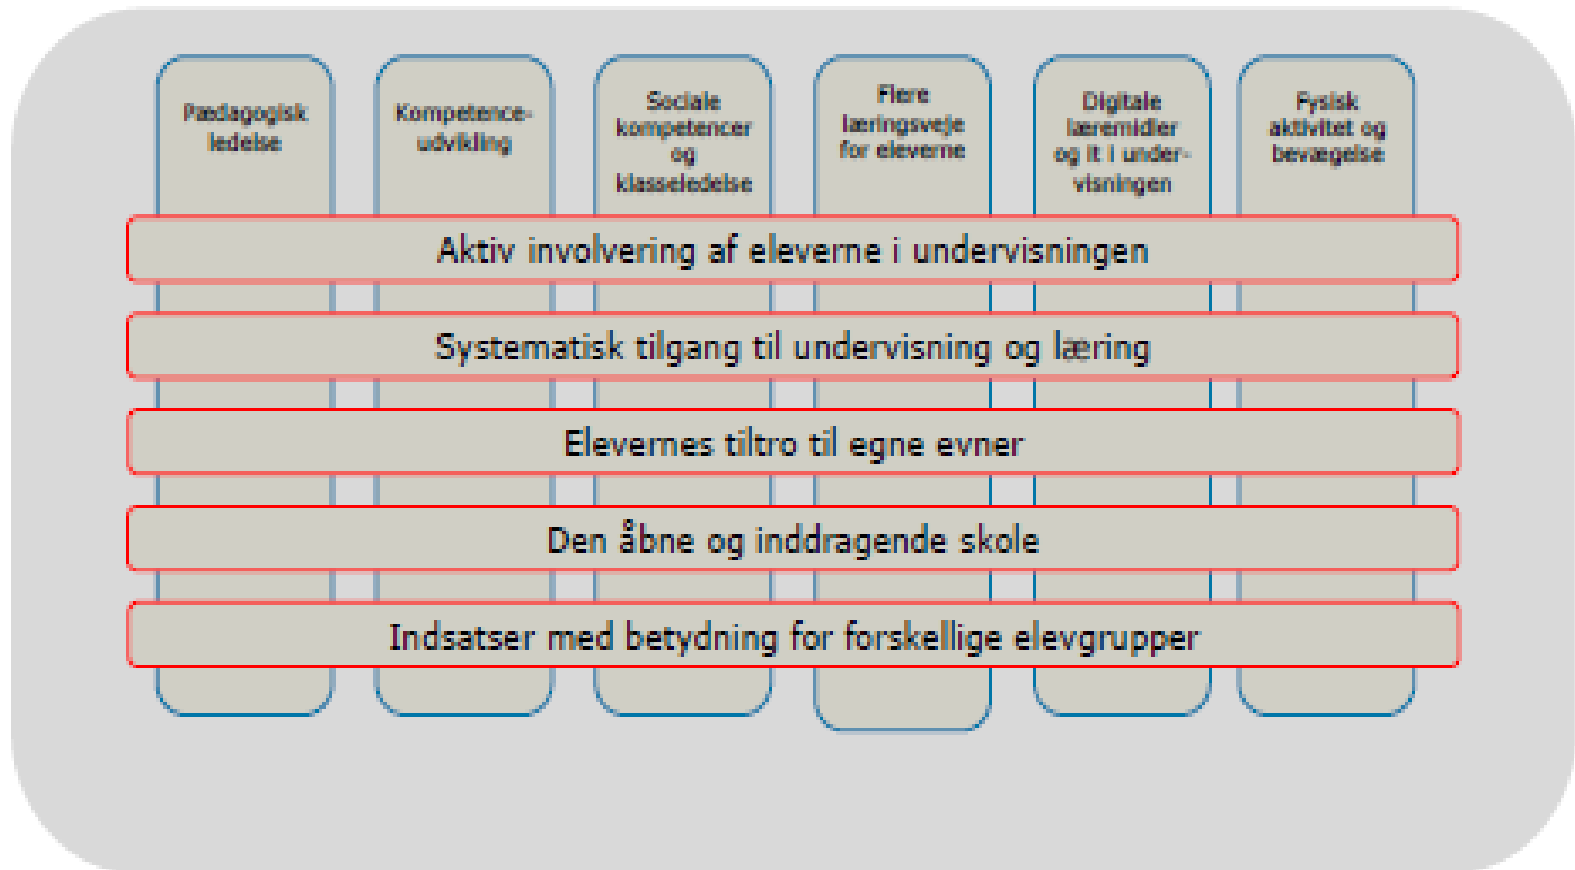 Pædagogisk
ledelse
Kompetence-
udvikling
Sociale
kompetencer
og
klasseledelse
Flere
læringsveje
for eleverne
Digitale
læremidler
og it i under-
visningen
Fysisk
aktivitet og
bevægelse
Aktiv involvering af eleverne i undervisningen
Systematisk tilgang til undervisning og læring
Elevernes tiltro til egne evner
Den åbne og inddragende skole
Indsatser med betydning for forskellige elevgrupper